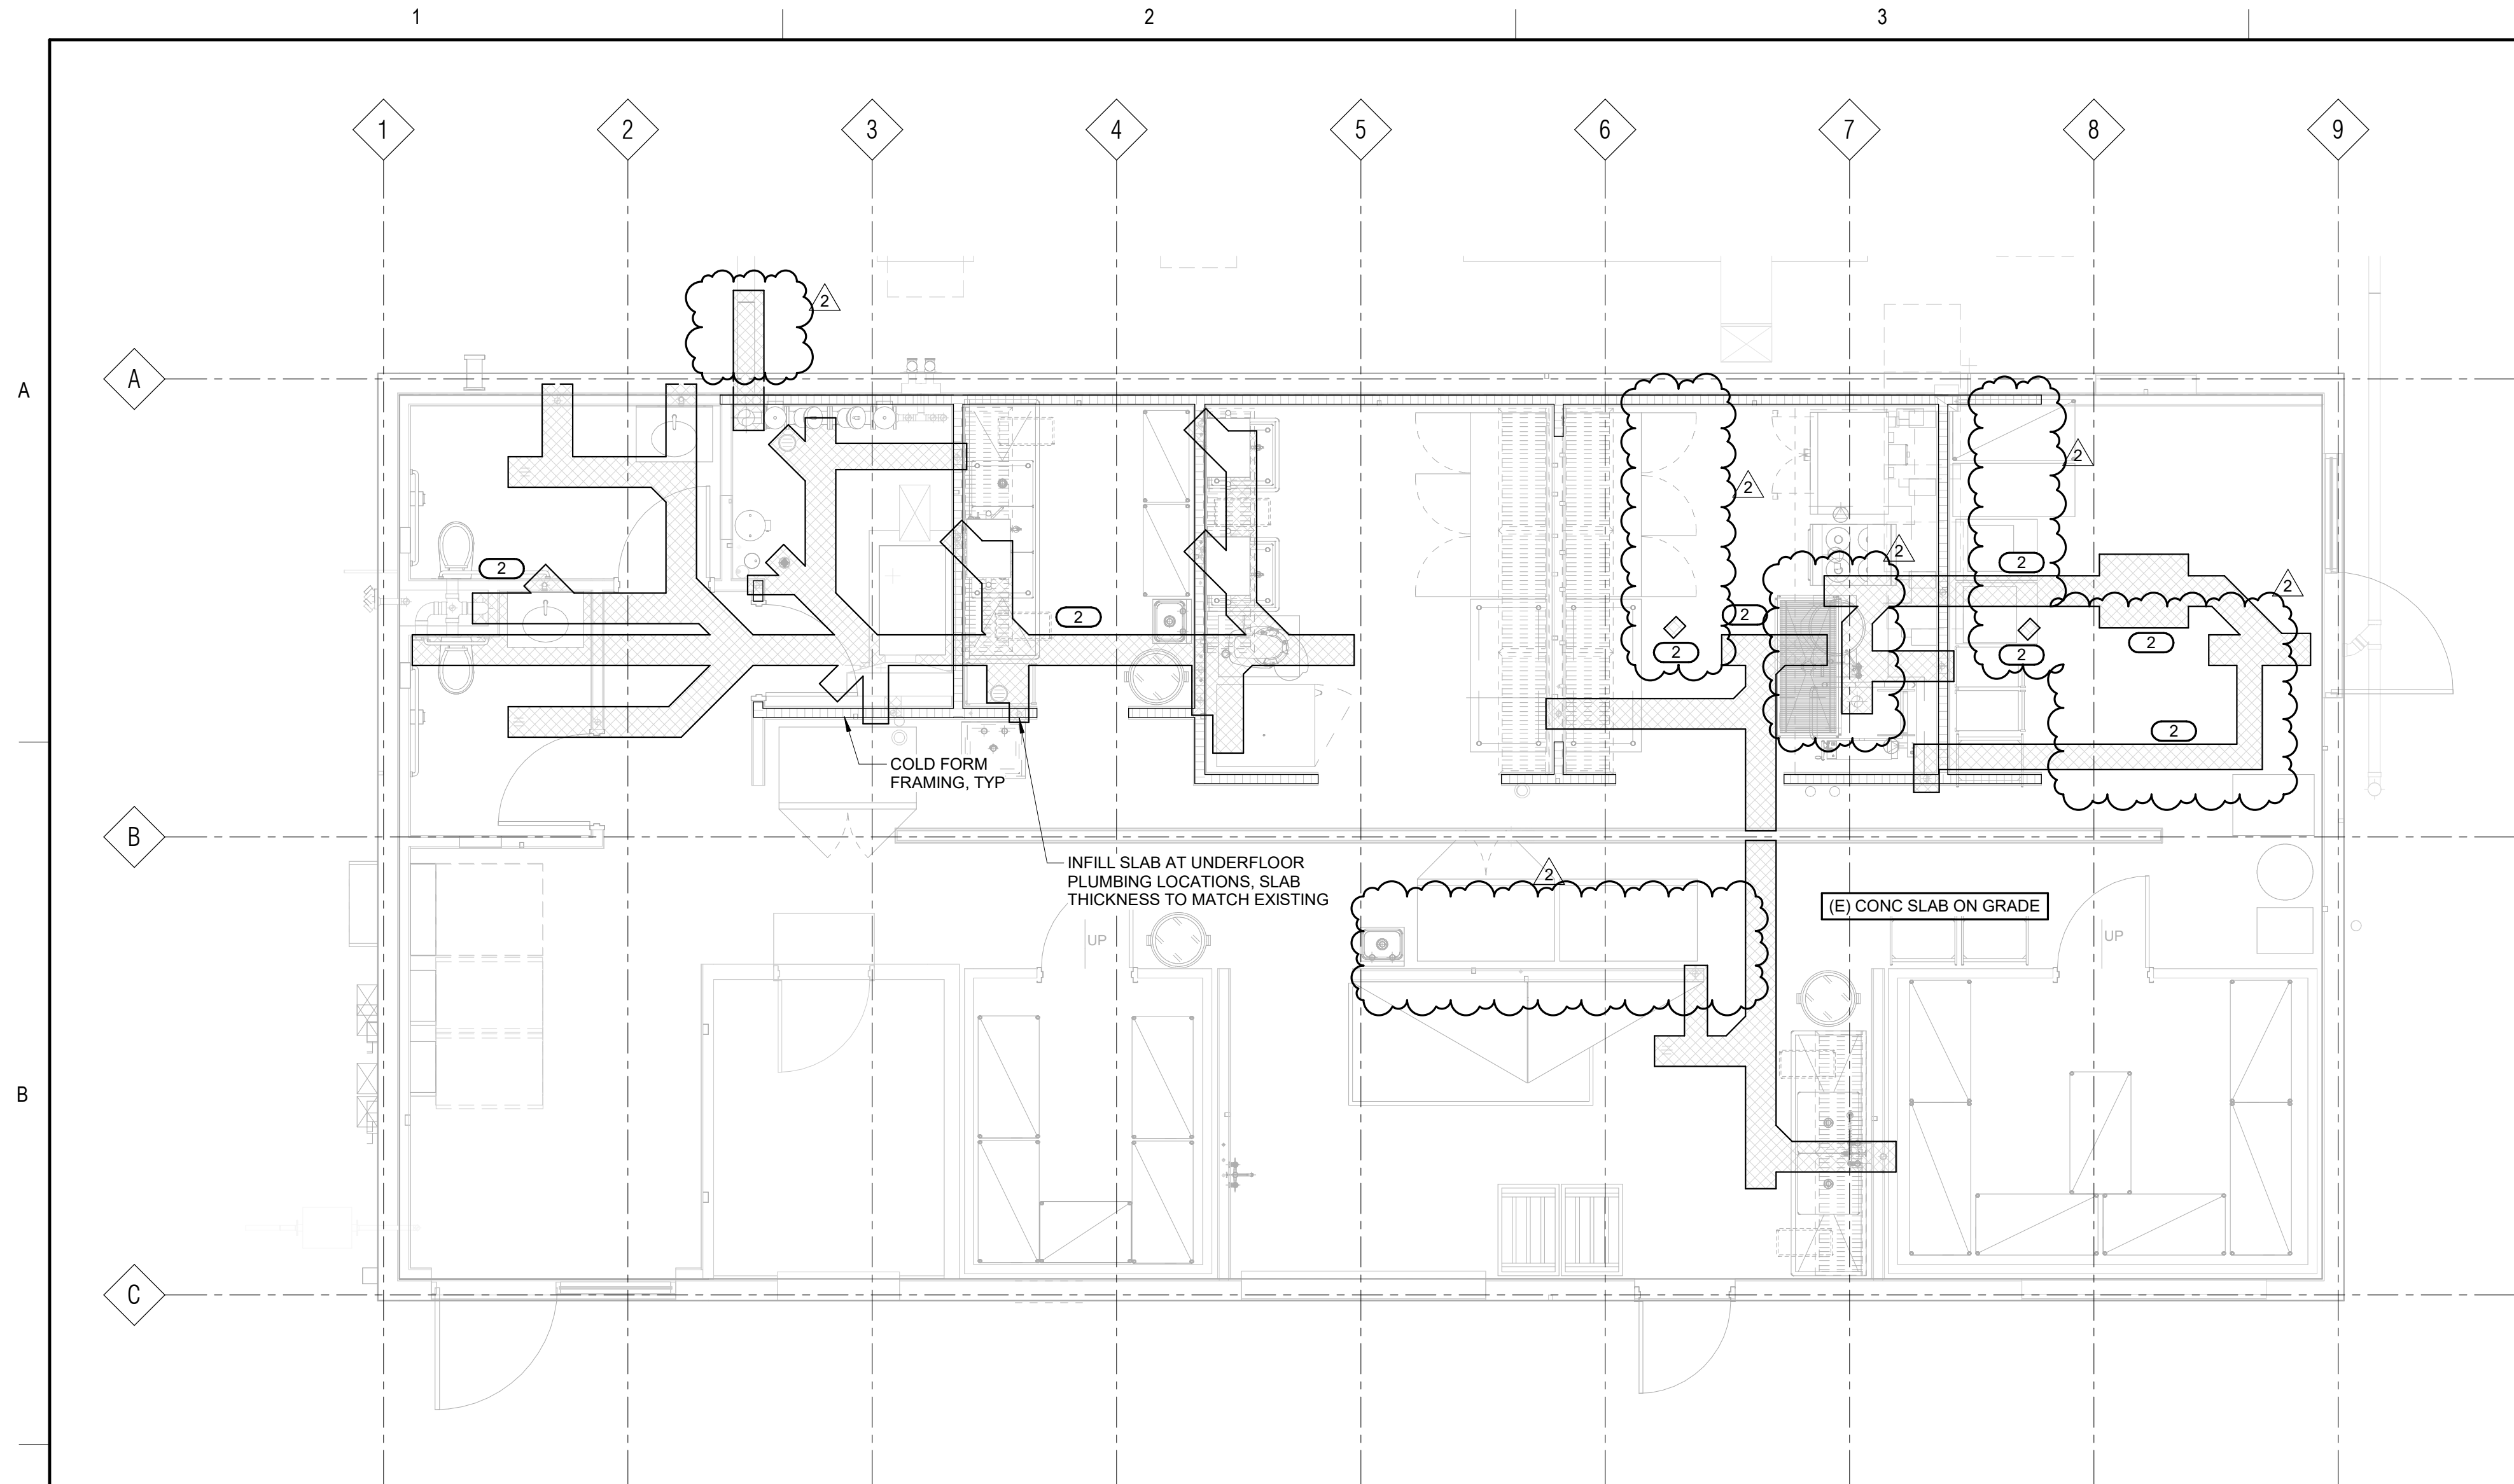 1
2
3
1
2
3
4
5
6
7
8
9
2
A
A
2
2
2
2
2
2
2
2
2
2
2
2
2
COLD FORM
FRAMING, TYP
B
INFILL SLAB AT UNDERFLOOR
PLUMBING LOCATIONS, SLAB
THICKNESS TO MATCH EXISTING
2
(E) CONC SLAB ON GRADE
UP
UP
B
C